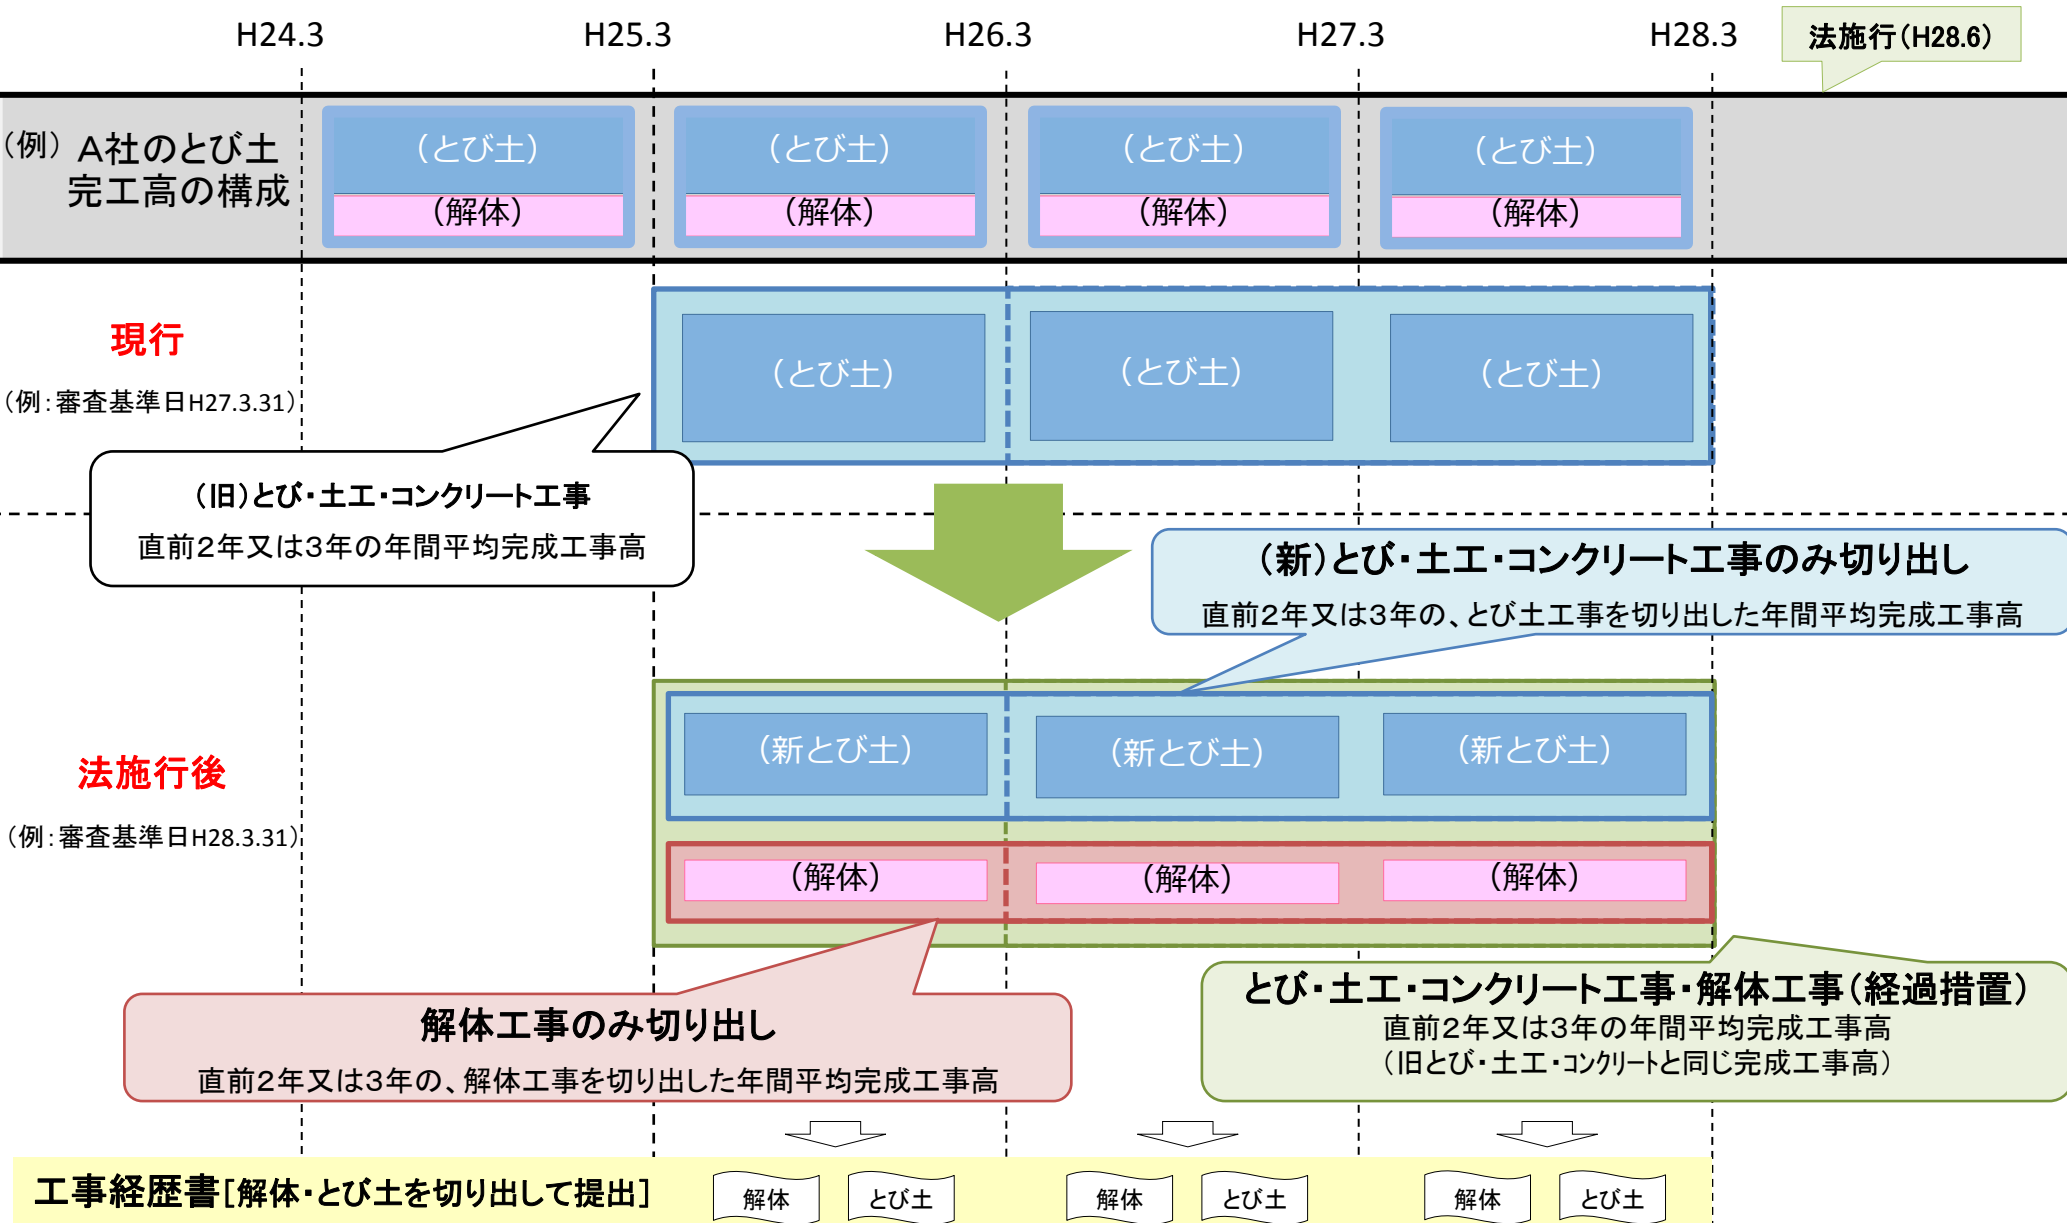 H24.3
H25.3
H26.3
H27.3
H28.3
法施行(H28.6)
(例) A社のとび土
完工高の構成
(とび土)
(とび土)
(とび土)
(とび土)
(解体)
(解体)
(解体)
(解体)
現行
(例:審査基準日H27.3.31)
(とび土)
(とび土)
(とび土)
(旧)とび・土工・コンクリート工事
直前2年又は3年の年間平均完成工事高
(新)とび・土工・コンクリート工事のみ切り出し
直前2年又は3年の、とび土工事を切り出した年間平均完成工事高
法施行後
(例:審査基準日H28.3.31)
(新とび土)
(新とび土)
(新とび土)
(解体)
(解体)
(解体)
解体工事のみ切り出し
直前2年又は3年の、解体工事を切り出した年間平均完成工事高
とび・土工・コンクリート工事・解体工事(経過措置)
直前2年又は3年の年間平均完成工事高
(旧とび・土工・コンクリートと同じ完成工事高)
工事経歴書[解体・とび土を切り出して提出]
解体
とび土
解体
とび土
解体
とび土